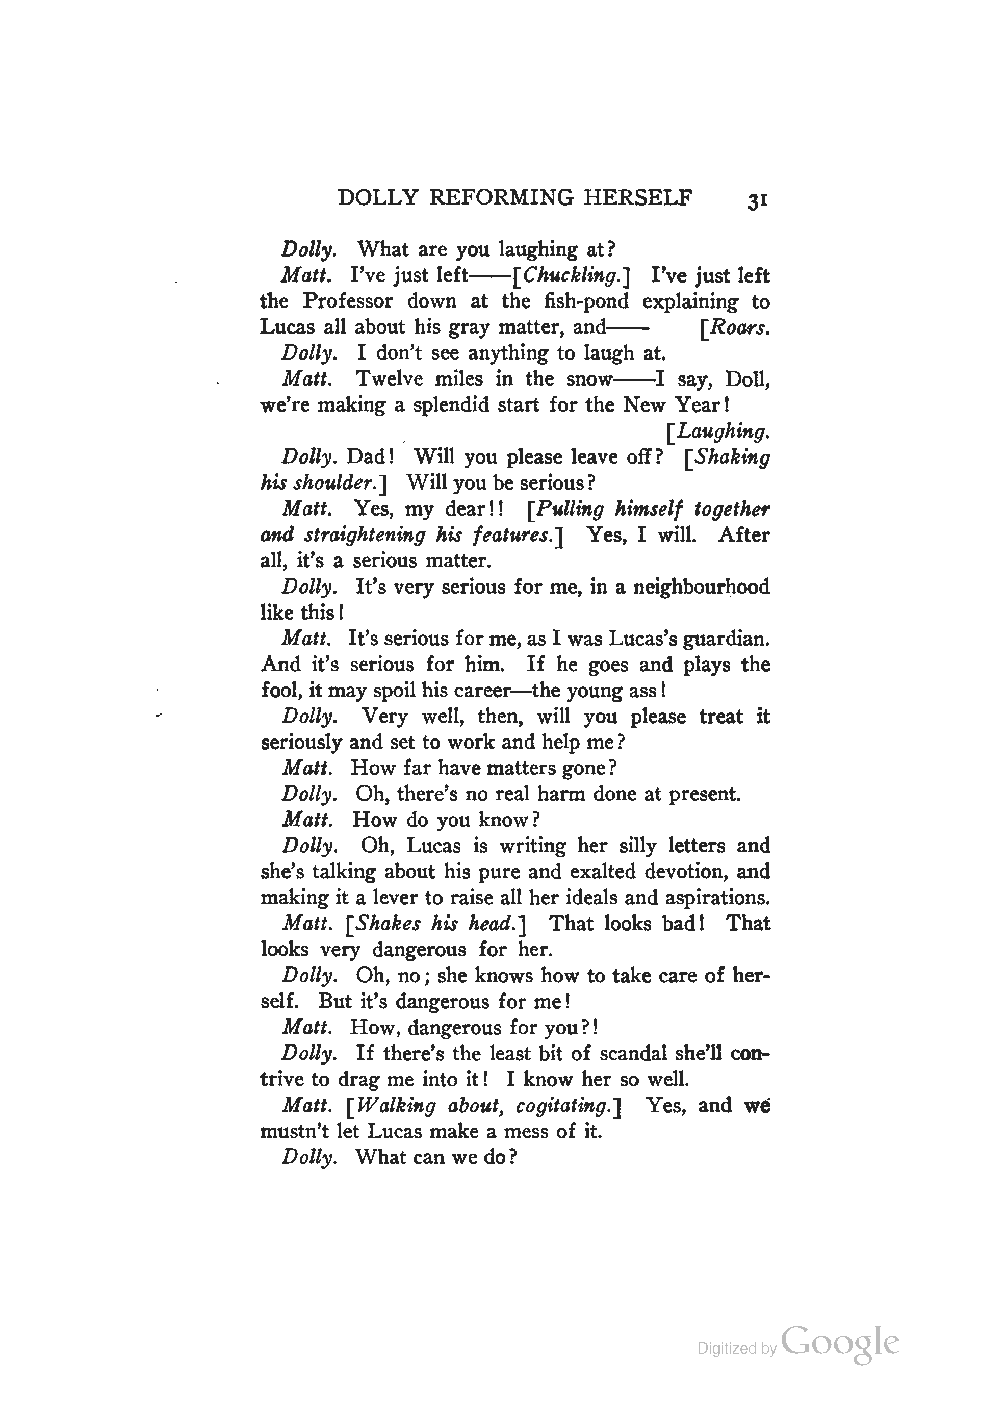 DOLLY REFORMING HERSELF 31
Dolly. What are you laughing at?
Matt. I've just left——[Chuckling.] I've just left
the Professor down at the fish-pond explaining to
Lucas all about his gray matter, and—— [Roars.
Dolly. I don't see anything to laugh at.
Matt. Twelve miles in the snow——I say, Doll,
we're making a splendid start for the New Year!
[Laughing.
Dolly. Dad! Will you please leave off? [Shaking
his shoulder.] Will you be serious?
Matt. Yes, my dear!! [Pulling himself together
and straightening his features.] Yes, I will. After
all, it's a serious matter.
Dolly. It's very serious for me, in a neighbourhood
like this!
Matt. It's serious for me, as I was Lucas's guardian.
And it's serious for him. If he goes and plays the
fool, it may spoil his career—the young ass!
Dolly. Very well, then, will you please treat it
seriously and set to work and help me?
Matt. How far have matters gone?
Dolly. Oh, there's no real harm done at present.
Matt. How do you know?
Dolly. Oh, Lucas is writing her silly letters and
she's talking about his pure and exalted devotion, and
making it a lever to raise all her ideals and aspirations.
Matt. [Shakes his head.] That looks bad! That
looks very dangerous for her.
Dolly. Oh, no; she knows how to take care of her-
self. But it's dangerous for me!
Matt. How, dangerous for you?!
Dolly. If there's the least bit of scandal she'll con-
trive to drag me into it! I know her so well.
Matt. [Walking about, cogitating.] Yes, and we
mustn't let Lucas make a mess of it.
Dolly. What can we do?
Digitized by Google